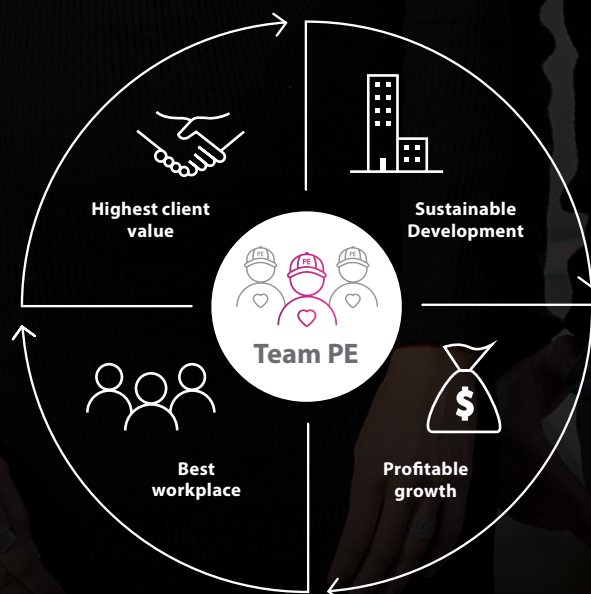 Highest client
value
Sustainable
Development
PE
PE
PE
Team PE
$
Best
workplace
Profitable
growth